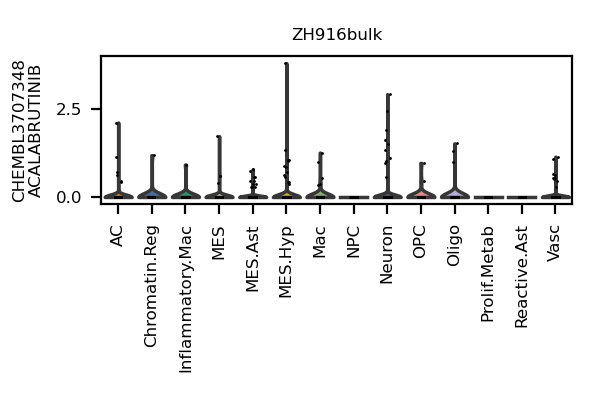 ZH916bulk
CHEMBL3707348
ACALABRUTINIB
2.5
0.0
AC
Chromatin.Reg
Inflammatory.Mac
MES
MES.Ast
MES.Hyp
Mac
NPC
Neuron
OPC
Oligo
Prolif.Metab
Reactive.Ast
Vasc